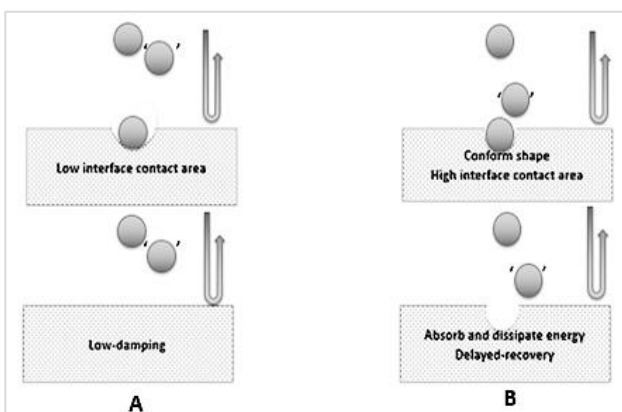 Low interface contact area
Conform shape
High interface contact area
Low-damping
Absorb and dissipate energy
Delayed-recovery
A
B